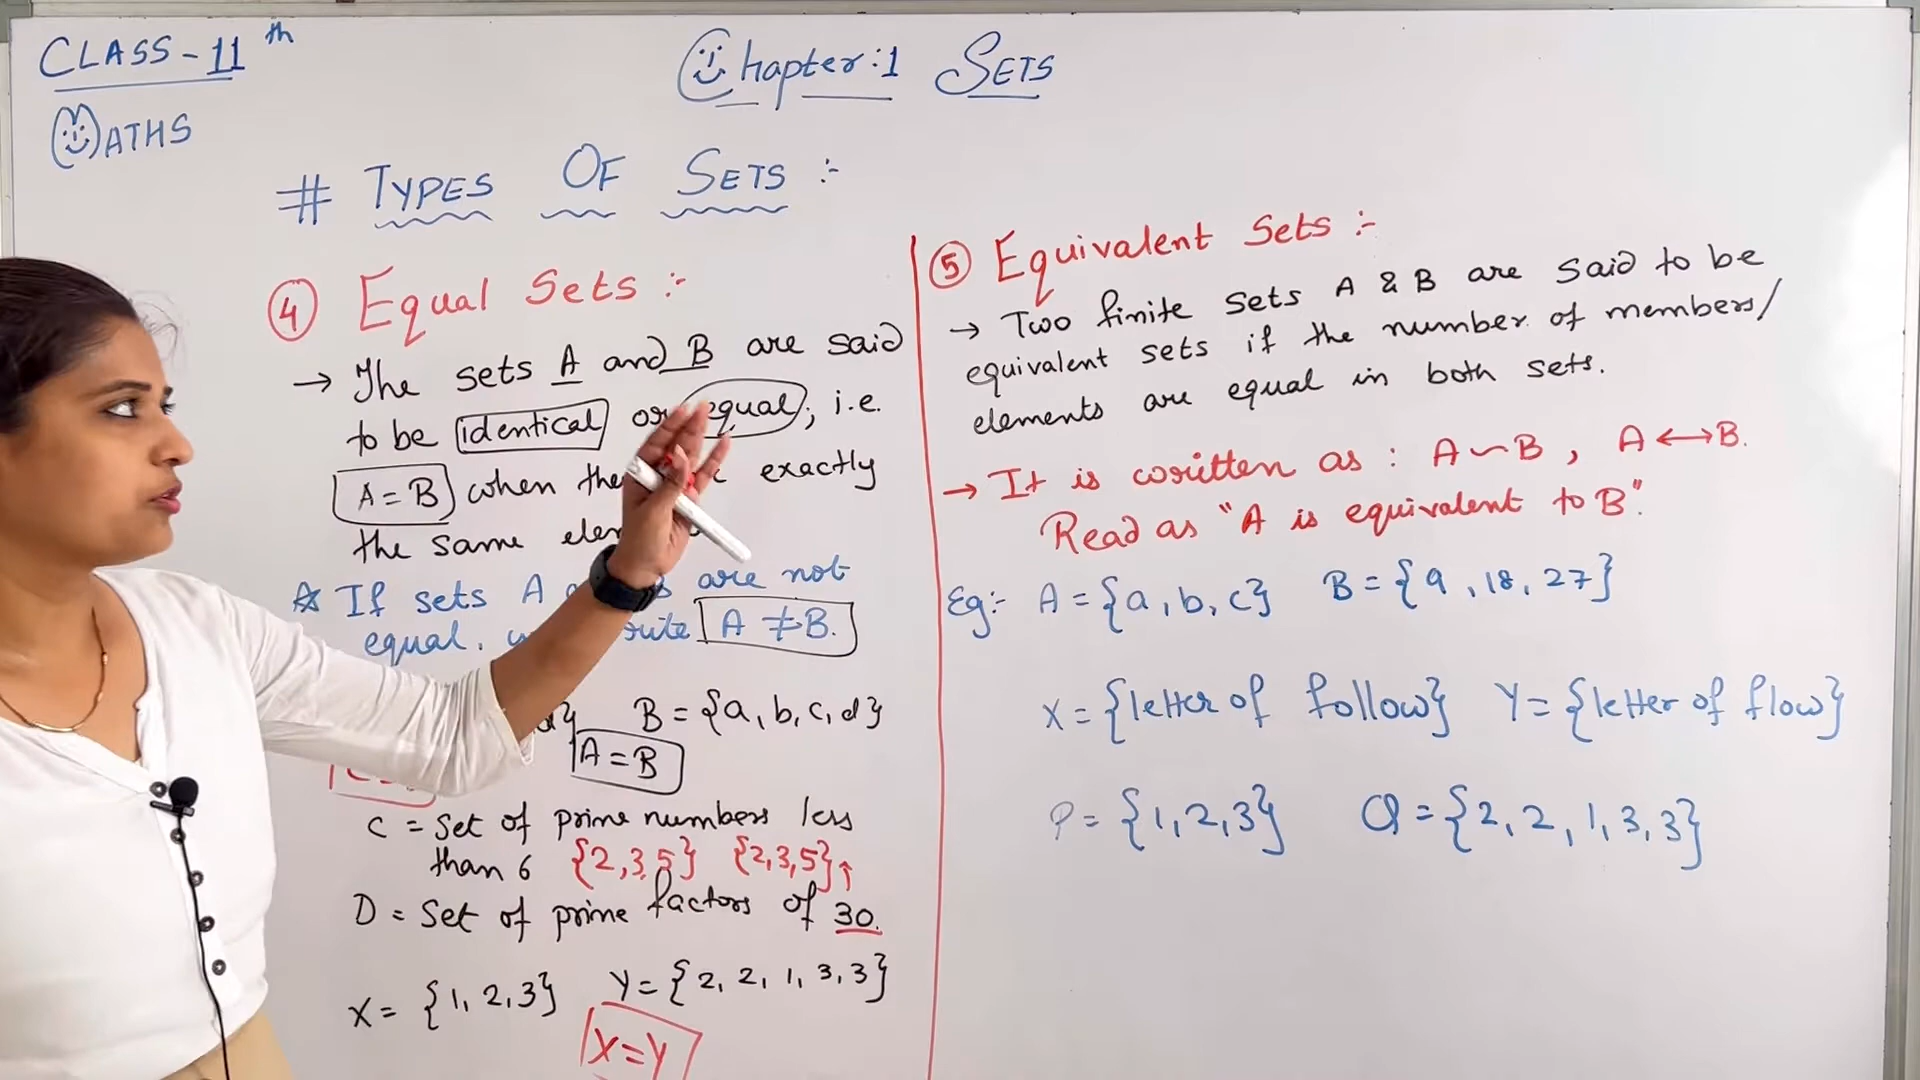 CLASS-11th
MATHS
Chapter:1 SETS
# TYPES OF SETS :-
4 Equal Sets :-
→ The sets A and B are said
to be identical or equal, i.e.
A = B when exactly
the same
☆ If sets A are not
equal, A ≠ B.
B = {a, b, c, d}
A = B
C = Set of prime numbers less
than 6 {2,3,5} {2,3,5}↑
D = Set of prime factors of 30.
X = {1, 2, 3} Y = {2, 2, 1, 3, 3}
X=Y
5 Equivalent Sets :-
→ Two finite sets A & B are said to be
equivalent sets if the number of members/
elements are equal in both sets.
→ It is written as : A ~ B , A ↔ B.
Read as "A is equivalent to B".
Eg:- A = {a, b, c} B = {9, 18, 27}
X = {letter of follow} Y = {letter of flow}
P = {1, 2, 3} Q = {2, 2, 1, 3, 3}